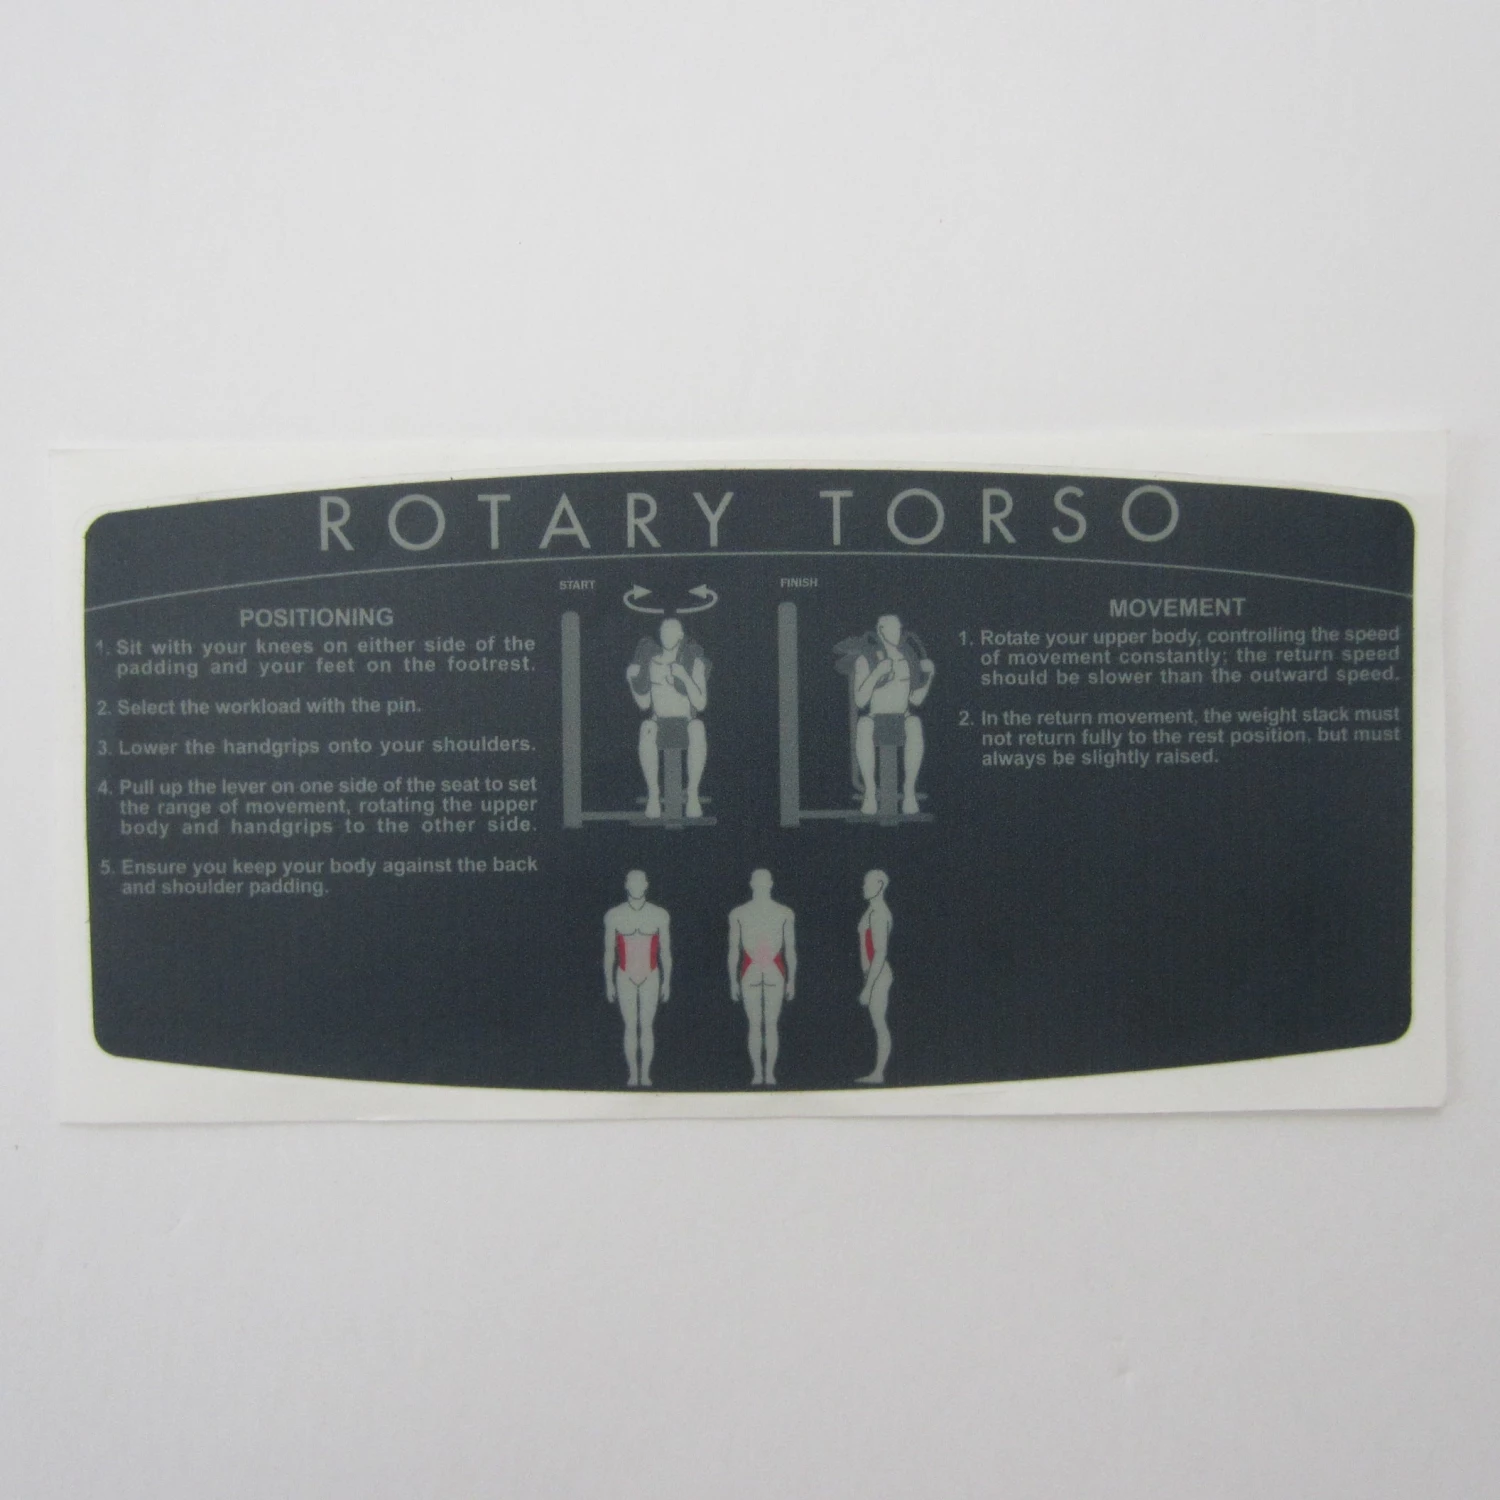 ROTARY TORSO
POSITIONING
1. Sit with your knees on either side of the
padding and your feet on the footrest.
2. Select the workload with the pin.
3. Lower the handgrips onto your shoulders.
4. Pull up the lever on one side of the seat to set
the range of movement, rotating the upper
body and handgrips to the other side.
5. Ensure you keep your body against the back
and shoulder padding.
START
FINISH
MOVEMENT
1. Rotate your upper body, controlling the speed
of movement constantly; the return speed
should be slower than the outward speed.
2. In the return movement, the weight stack must
not return fully to the rest position, but must
always be slightly raised.